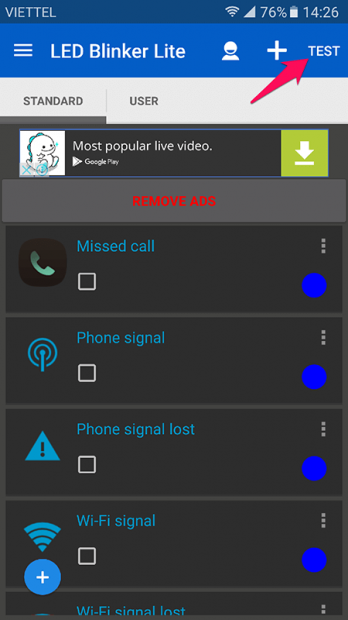 VIETTEL 76% 14:26
LED Blinker Lite TEST
STANDARD USER
Most popular live video.
Google Play
REMOVE ADS
Missed call
Phone signal
Phone signal lost
Wi-Fi signal
Wi-Fi signal lost